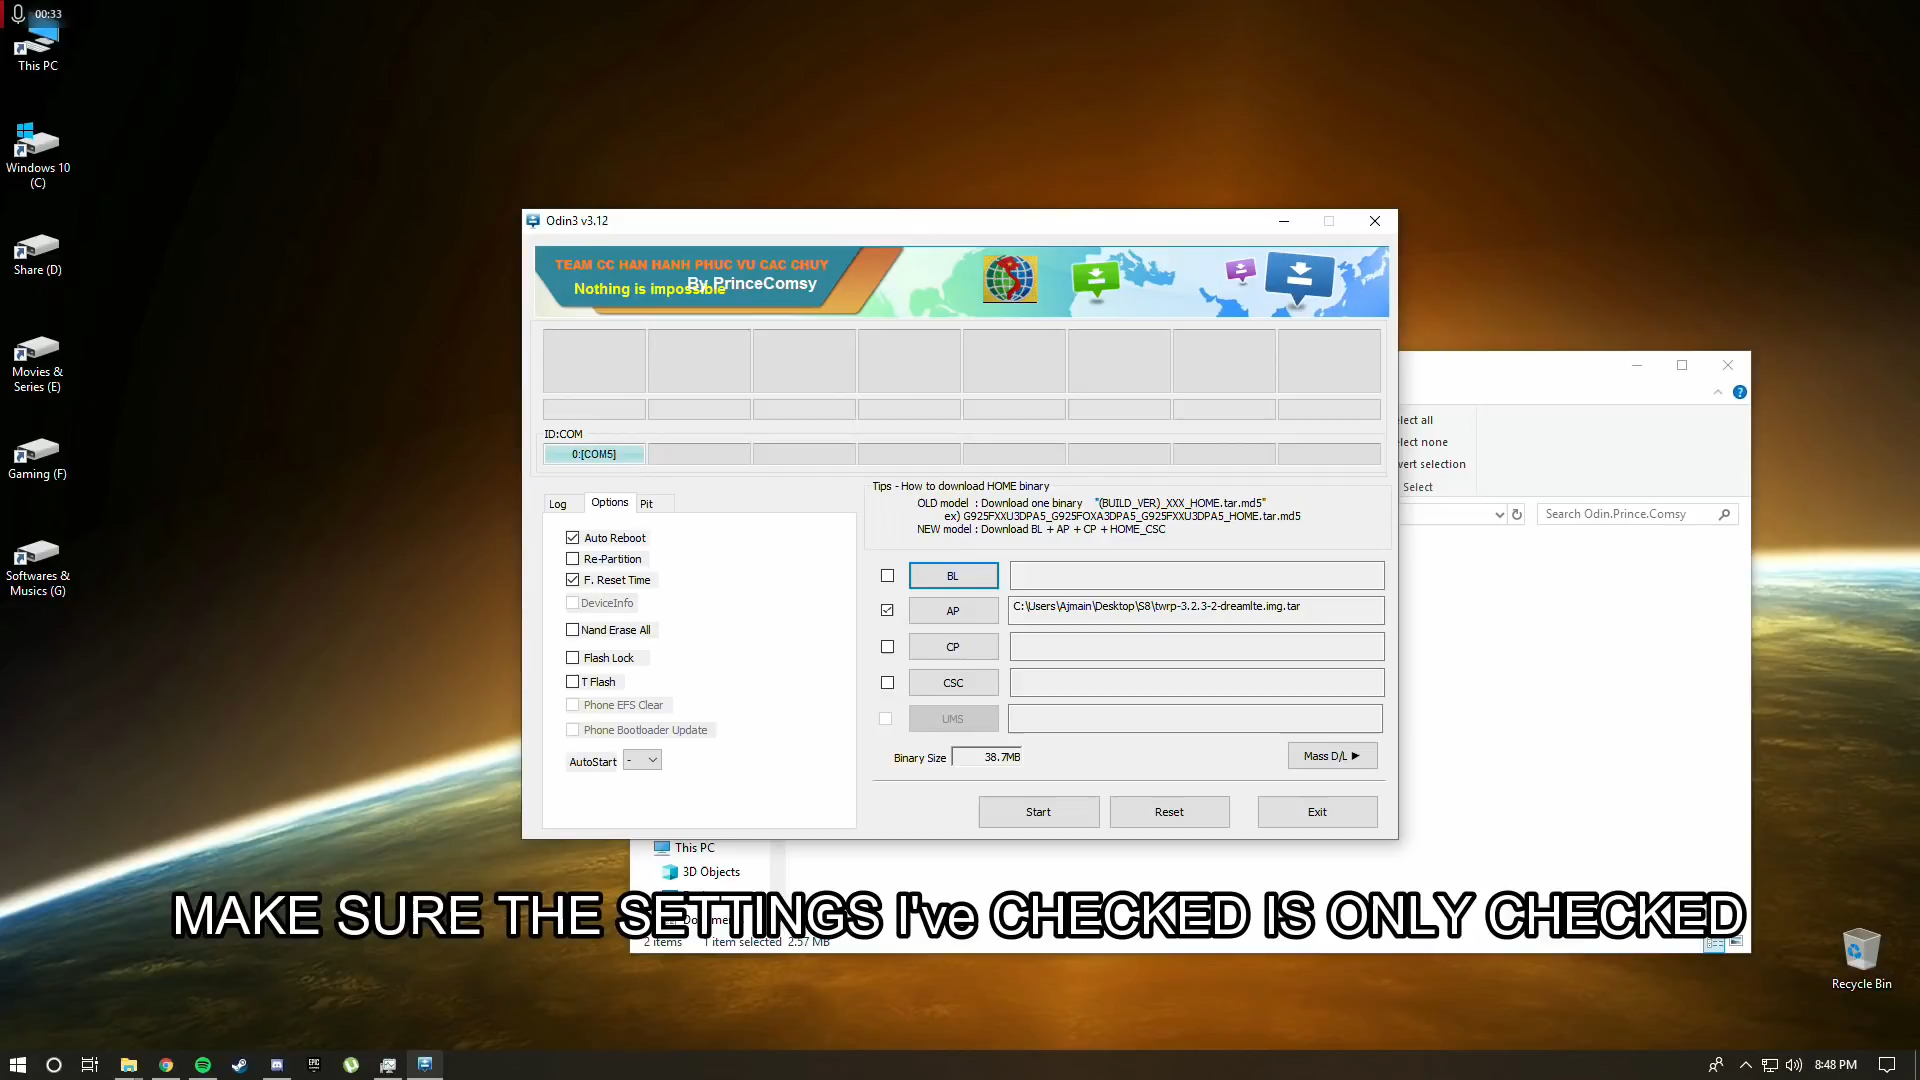 00:33
This PC
Windows 10
(C)
Share (D)
Movies &
Series (E)
Gaming (F)
Softwares &
Musics (G)
Odin3 v3.12
TEAM CC HAN HANH PHUC VU CAC CHUY
By PrinceComsy
Nothing is impossible
ID:COM
0:[COM5]
Log
Options
Pit
Auto Reboot
Re-Partition
F. Reset Time
DeviceInfo
Nand Erase All
Flash Lock
T Flash
Phone EFS Clear
Phone Bootloader Update
AutoStart -
Tips - How to download HOME binary
OLD model : Download one binary "(BUILD_VER)_XXX_HOME.tar.md5"
ex) G925FXXU3DPA5_G925FOXA3DPA5_G925FXXU3DPA5_HOME.tar.md5
NEW model : Download BL + AP + CP + HOME_CSC
BL
AP C:\Users\Ajmain\Desktop\S8\twrp-3.2.3-2-dreamlte.img.tar
CP
CSC
UMS
Binary Size 38.7MB
Mass D/L
Start
Reset
Exit
lect all
lect none
vert selection
Select
Search Odin.Prince.Comsy
This PC
3D Objects
MAKE SURE THE SETTINGS I've CHECKED IS ONLY CHECKED
2 items 1 item selected 2.57 MB
Recycle Bin
EPIC
8:48 PM